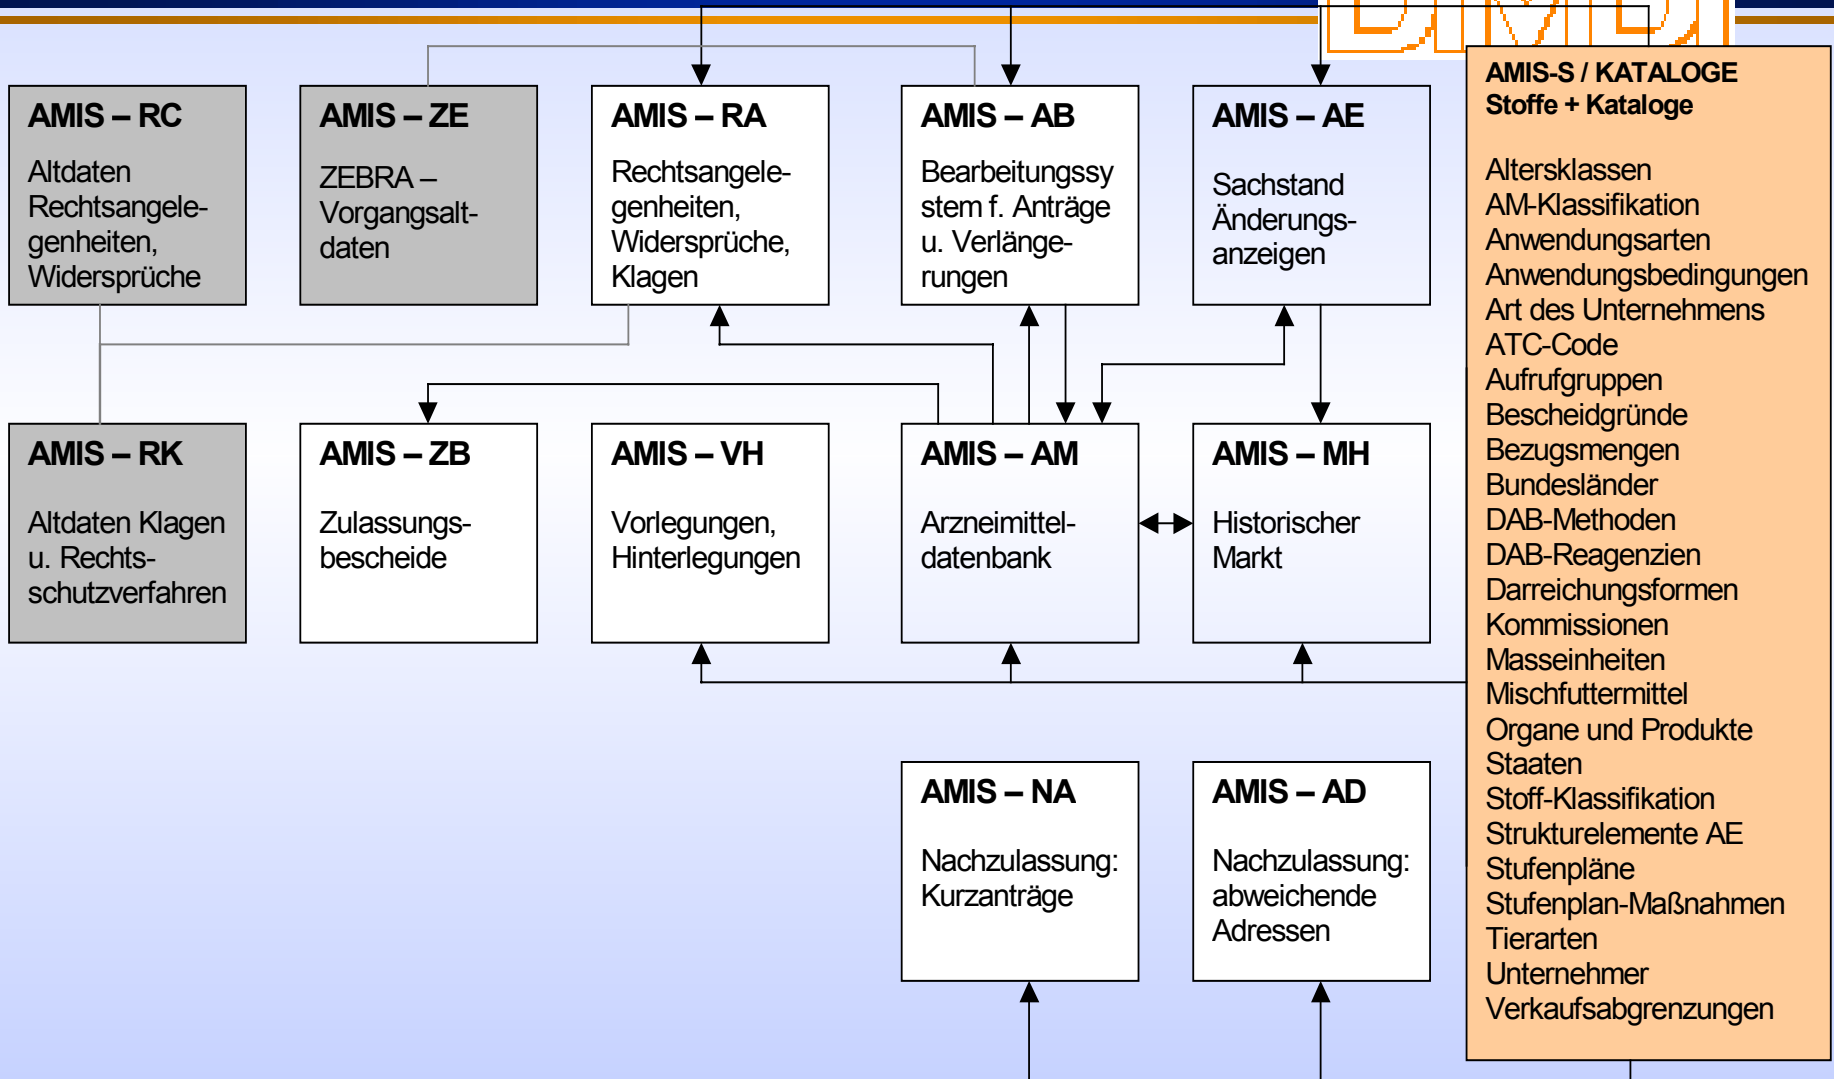 DIMDI
AMIS – RC
Altdaten
Rechtsangele-
genheiten,
Widersprüche
AMIS – ZE
ZEBRA –
Vorgangsalt-
daten
AMIS – RA
Rechtsangele-
genheiten,
Widersprüche,
Klagen
AMIS – AB
Bearbeitungssy
stem f. Anträge
u. Verlänge-
rungen
AMIS – AE
Sachstand
Änderungs-
anzeigen
AMIS – RK
Altdaten Klagen
u. Rechts-
schutzverfahren
AMIS – ZB
Zulassungs-
bescheide
AMIS – VH
Vorlegungen,
Hinterlegungen
AMIS – AM
Arzneimittel-
datenbank
AMIS – MH
Historischer
Markt
AMIS – NA
Nachzulassung:
Kurzanträge
AMIS – AD
Nachzulassung:
abweichende
Adressen
AMIS-S / KATALOGE
Stoffe + Kataloge
Altersklassen
AM-Klassifikation
Anwendungsarten
Anwendungsbedingungen
Art des Unternehmens
ATC-Code
Aufrufgruppen
Bescheidgründe
Bezugsmengen
Bundesländer
DAB-Methoden
DAB-Reagenzien
Darreichungsformen
Kommissionen
Masseinheiten
Mischfuttermittel
Organe und Produkte
Staaten
Stoff-Klassifikation
Strukturelemente AE
Stufenpläne
Stufenplan-Maßnahmen
Tierarten
Unternehmer
Verkaufsabgrenzungen